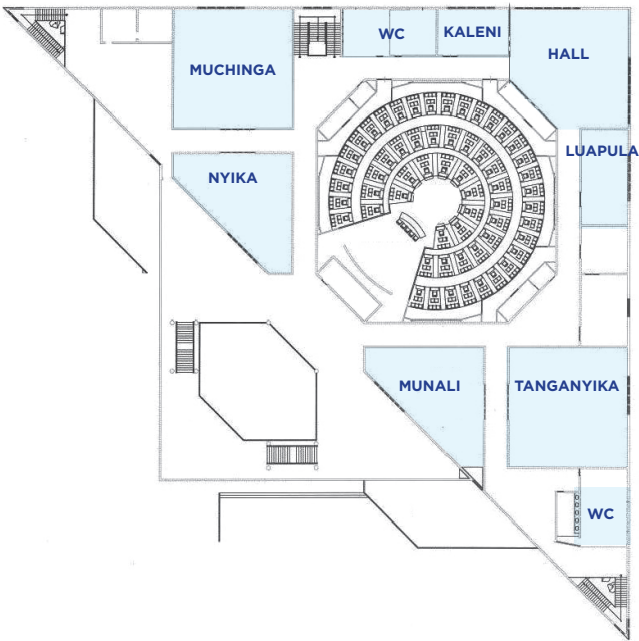 WC
KALENI
HALL
MUCHINGA
LUAPULA
NYIKA
MUNALI
TANGANYIKA
WC